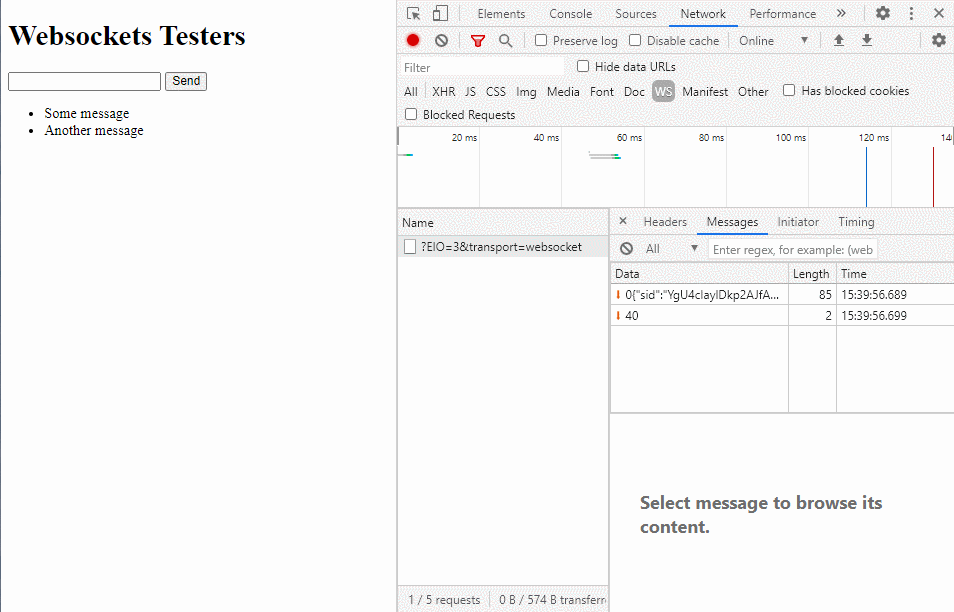 Websockets Testers
Send
Some message
Another message
Elements Console Sources Network Performance »
Preserve log Disable cache Online
Filter Hide data URLs
All XHR JS CSS Img Media Font Doc WS Manifest Other Has blocked cookies
Blocked Requests
20 ms 40 ms 60 ms 80 ms 100 ms 120 ms 14
Name
?EIO=3&transport=websocket
× Headers Messages Initiator Timing
All Enter regex, for example: (web
Data Length Time
0{"sid":"YgU4cIayIDkp2AJfA... 85 15:39:56.689
40 2 15:39:56.699
Select message to browse its
content.
1 / 5 requests 0 B / 574 B transferr